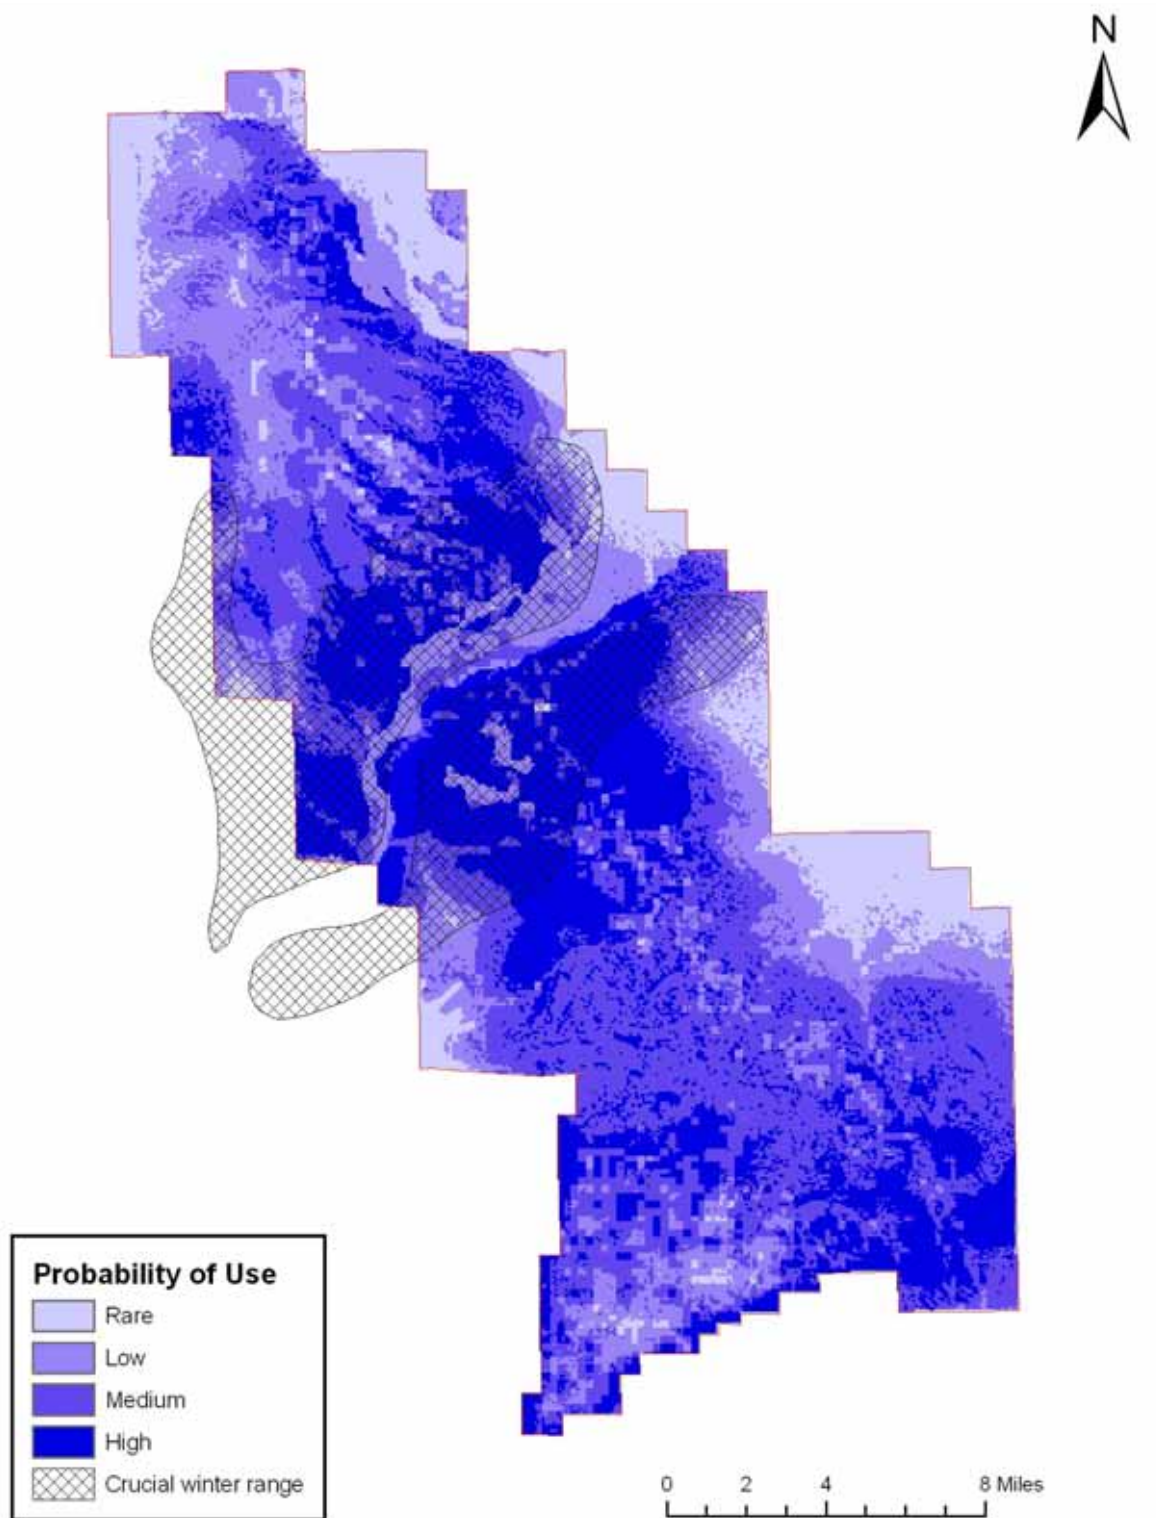 N
Probability of Use
Rare
Low
Medium
High
Crucial winter range
0 2 4 8 Miles